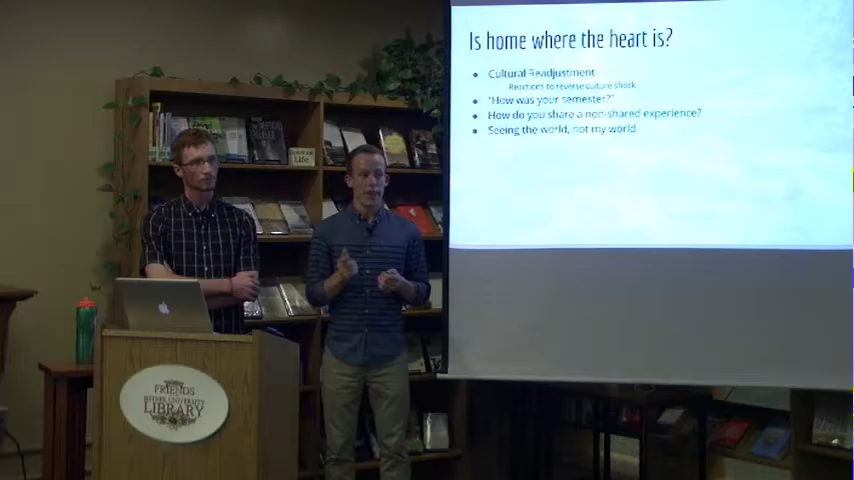 Is home where the heart is?
Cultural Readjustment
Reactions to reverse culture shock
"How was your semester?"
How do you share a non-shared experience?
Seeing the world, not my world
Life
FRIENDS
UNIVERSITY
LIBRARY